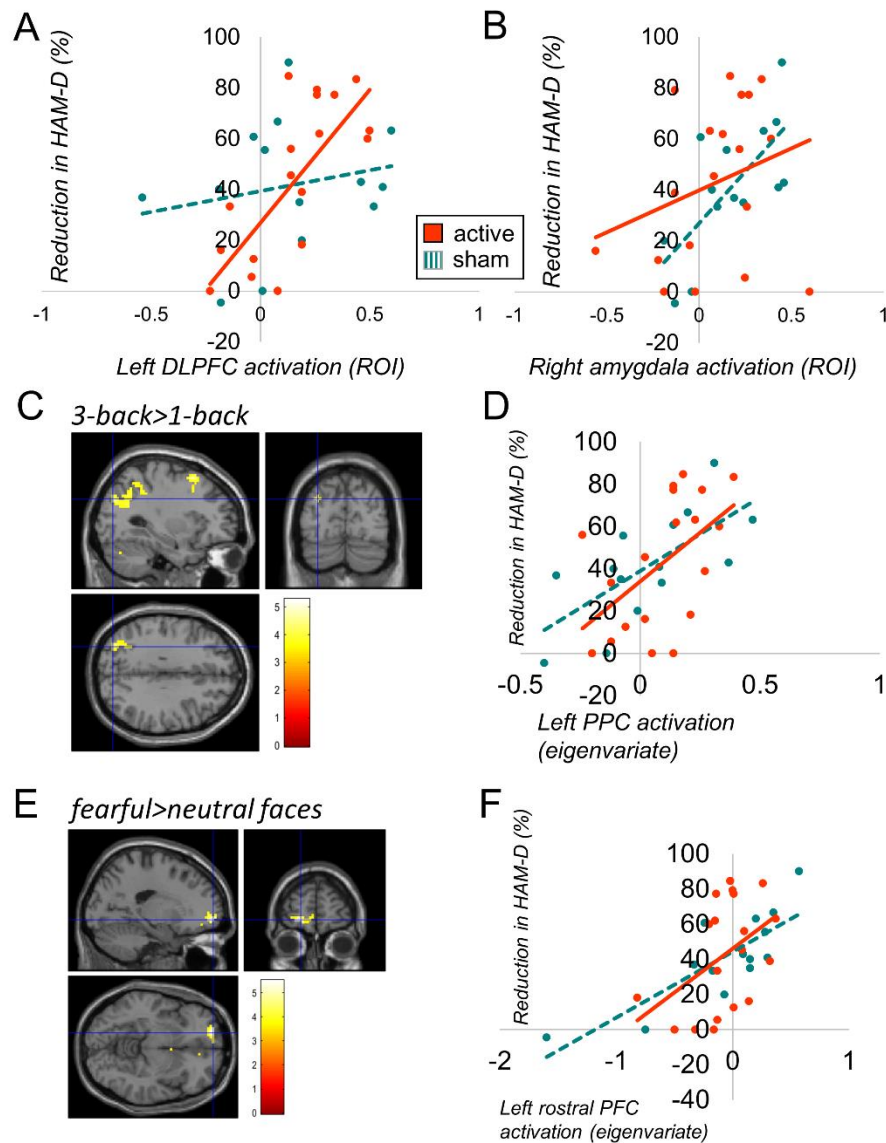 A
Reduction in HAM-D (%)
100
80
60
40
20
0
-20
-1
-0.5
0
0.5
1
Left DLPFC activation (ROI)
active
sham
B
Reduction in HAM-D (%)
100
80
60
40
20
0
-20
-1
-0.5
0
0.5
1
Right amygdala activation (ROI)
C
3-back>1-back
5
4
3
2
1
0
D
Reduction in HAM-D (%)
100
80
60
40
20
0
-20
-0.5
0
0.5
1
Left PPC activation
(eigenvariate)
E
fearful>neutral faces
5
4
3
2
1
0
F
Reduction in HAM-D (%)
100
80
60
40
20
0
-20
-40
-2
-1
0
1
Left rostral PFC
activation (eigenvariate)